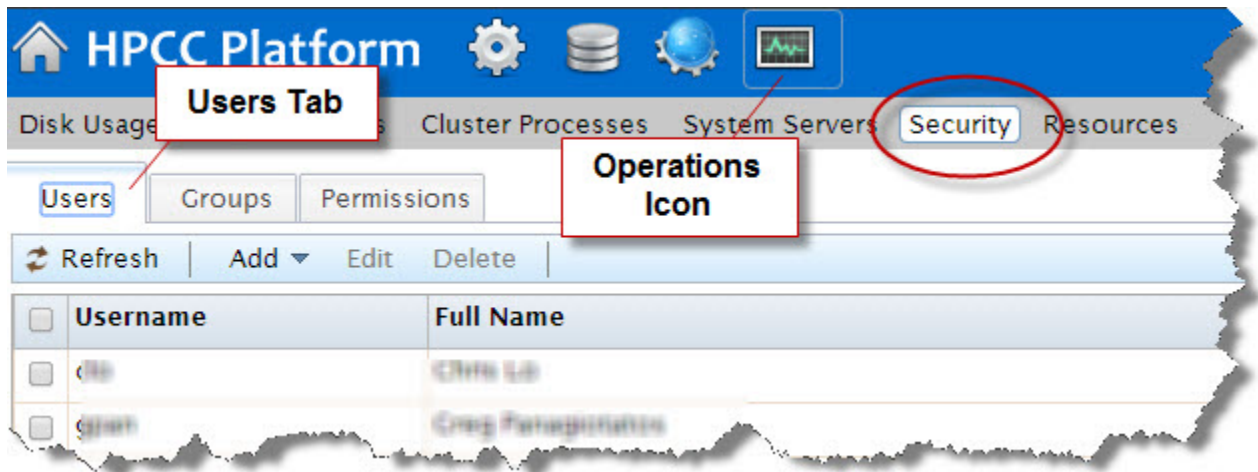 HPCC Platform
Users Tab
Disk Usage Cluster Processes System Servers Security Resources
Operations
Icon
Users Groups Permissions
Refresh Add Edit Delete
Username Full Name